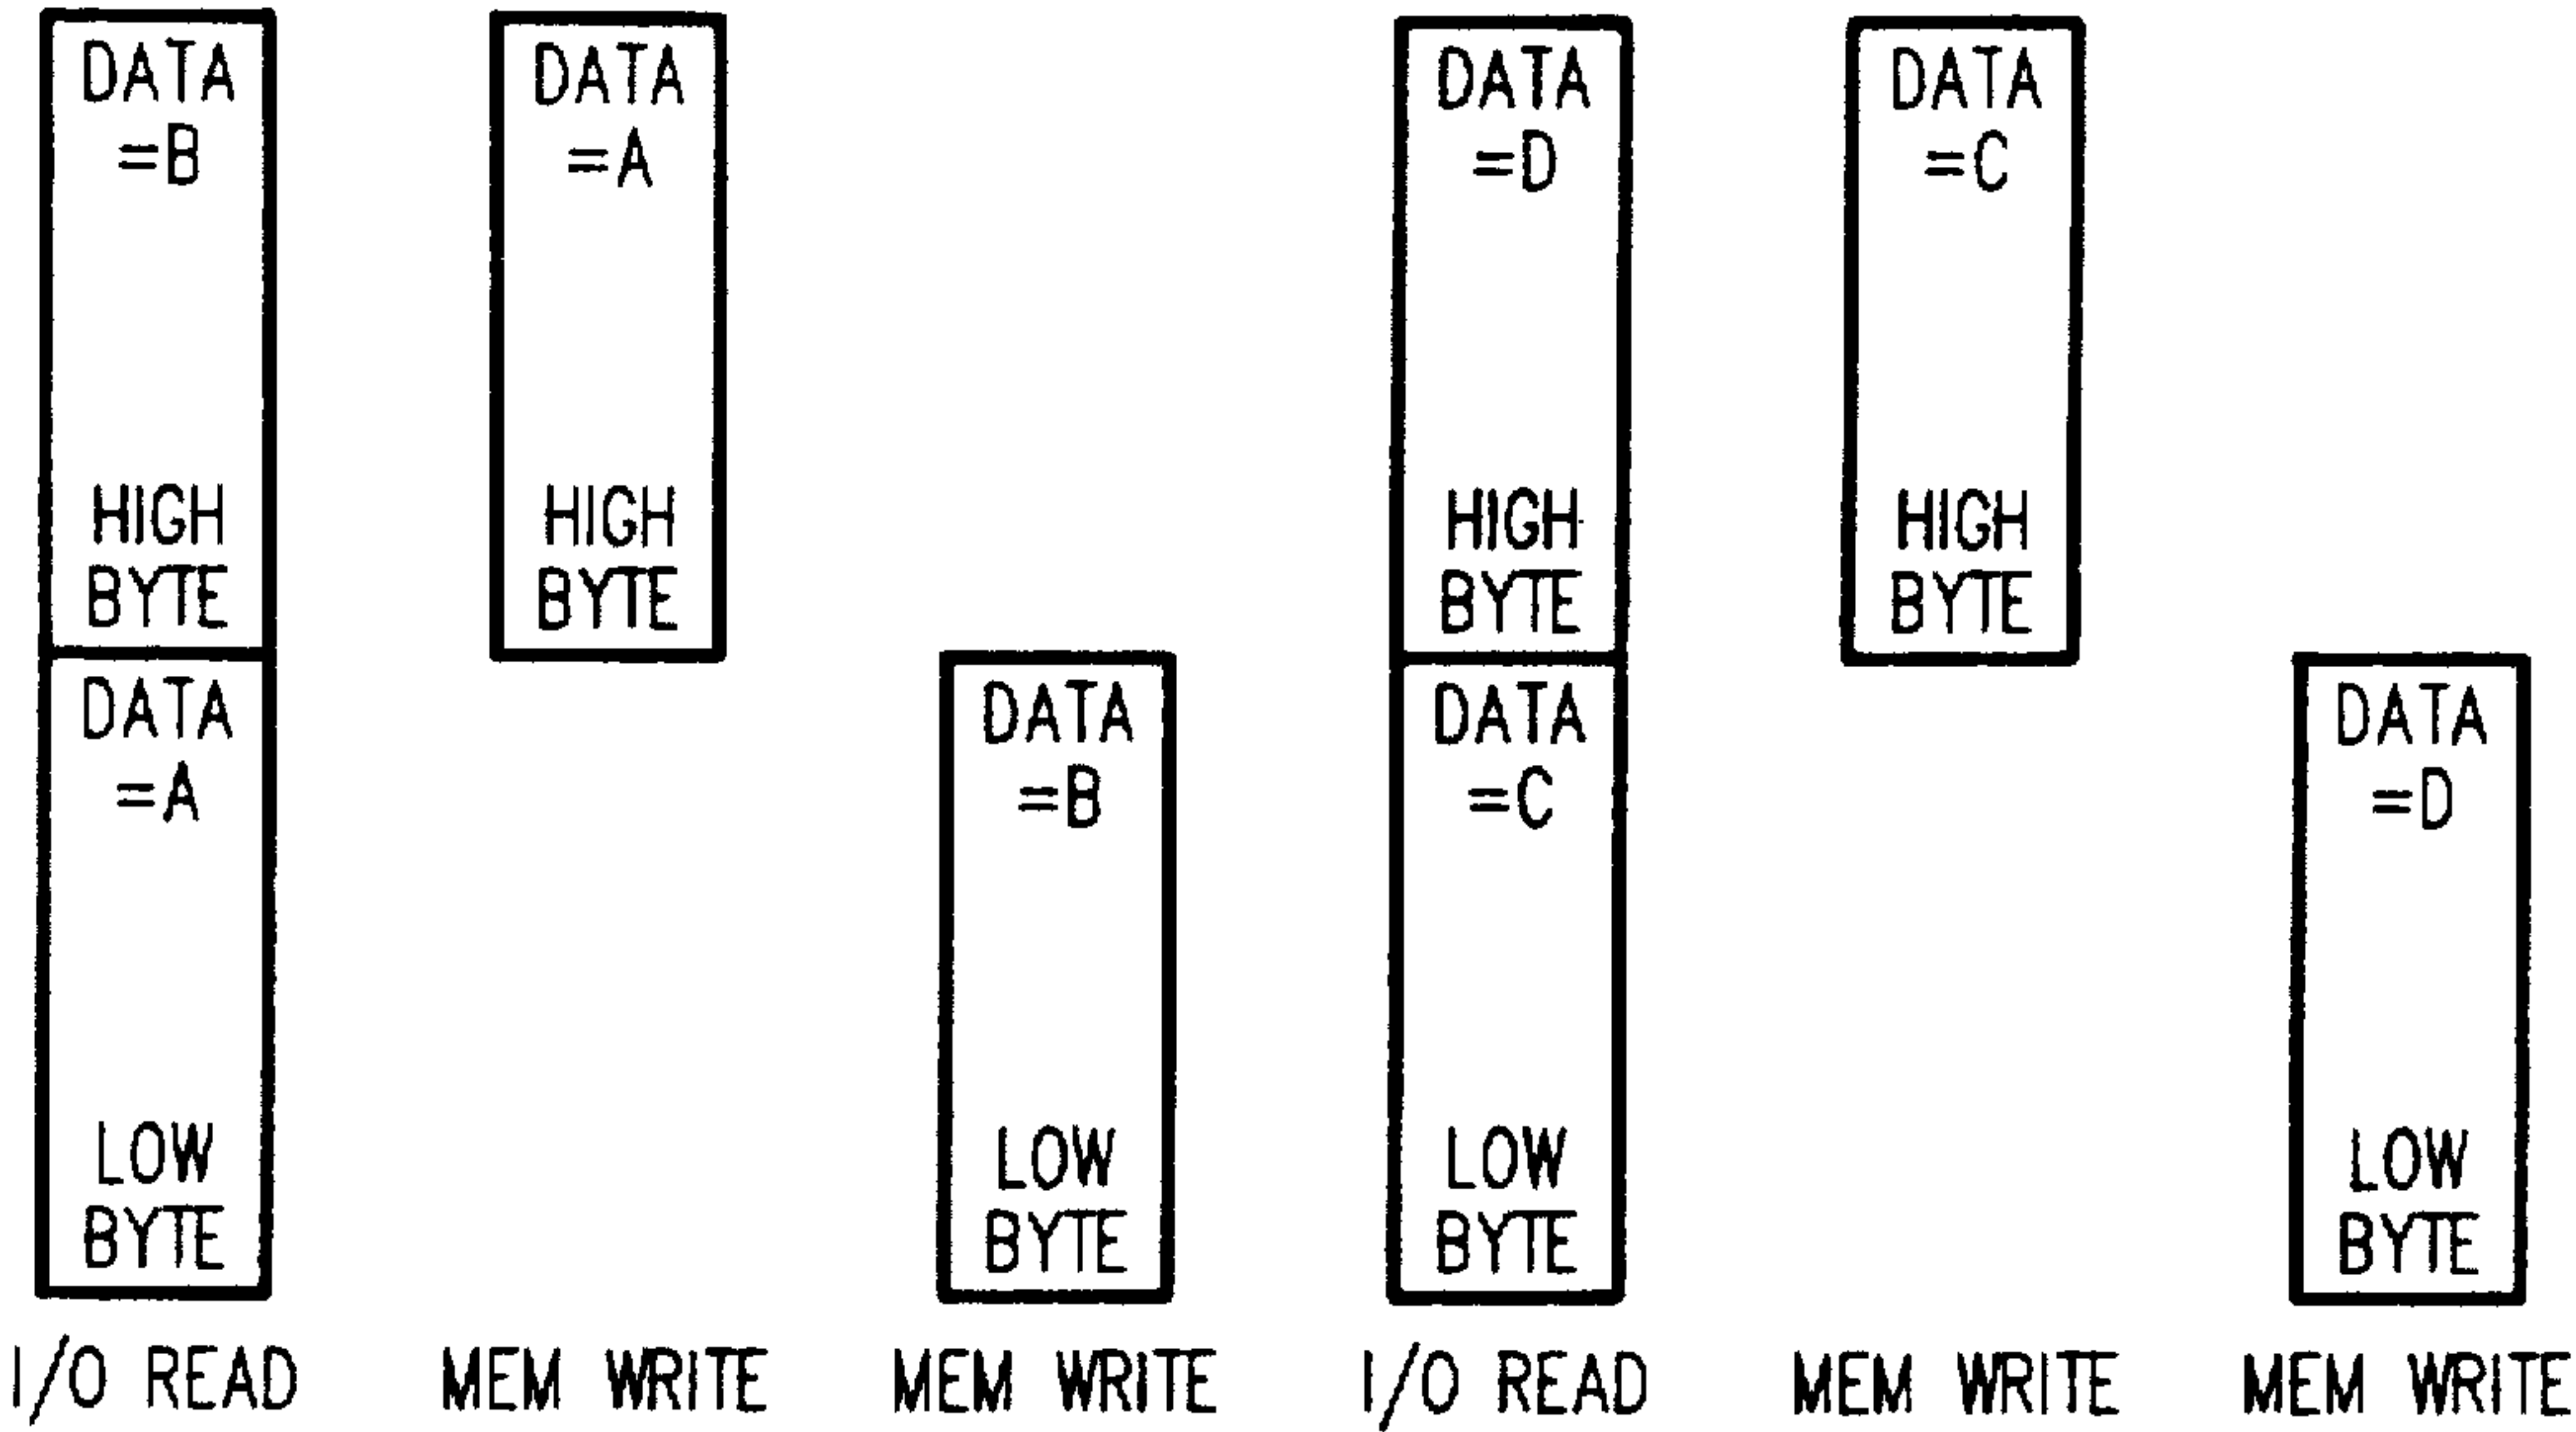 DATA
=B
HIGH
BYTE
DATA
=A
LOW
BYTE
I/O READ
DATA
=A
HIGH
BYTE
MEM WRITE
DATA
=B
LOW
BYTE
MEM WRITE
DATA
=D
HIGH
BYTE
DATA
=C
LOW
BYTE
I/O READ
DATA
=C
HIGH
BYTE
MEM WRITE
DATA
=D
LOW
BYTE
MEM WRITE